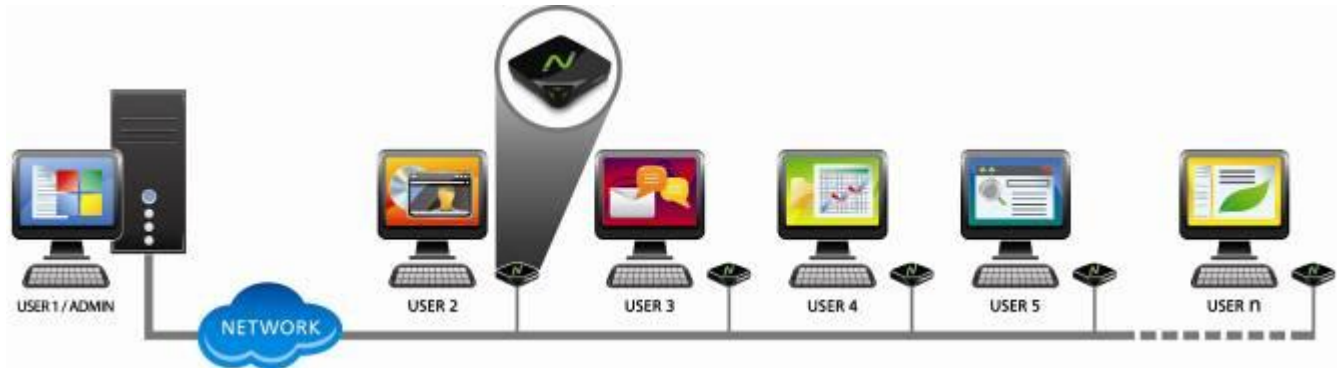 USER 1 / ADMIN
NETWORK
USER 2
USER 3
USER 4
USER 5
USER n